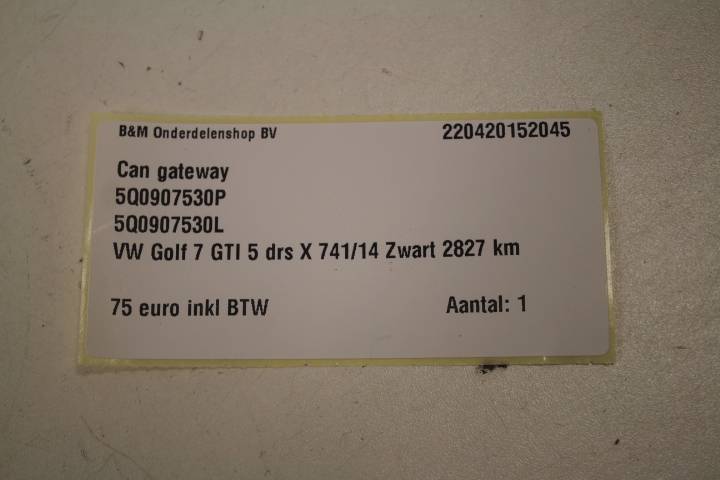 B&M Onderdelenshop BV 220420152045
Can gateway
5Q0907530P
5Q0907530L
VW Golf 7 GTI 5 drs X 741/14 Zwart 2827 km
75 euro inkl BTW Aantal: 1